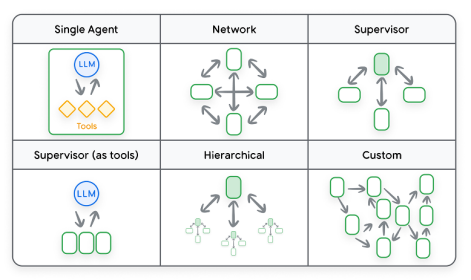 Single Agent
Network
Supervisor
LLM
Tools
Supervisor (as tools)
Hierarchical
Custom
LLM